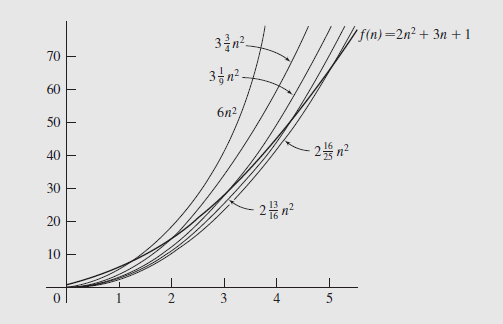 f(n) =2n² + 3n + 1
3 3/4 n²
3 1/9 n²
6n²
2 16/25 n²
2 13/16 n²
70
60
50
40
30
20
10
0 1 2 3 4 5